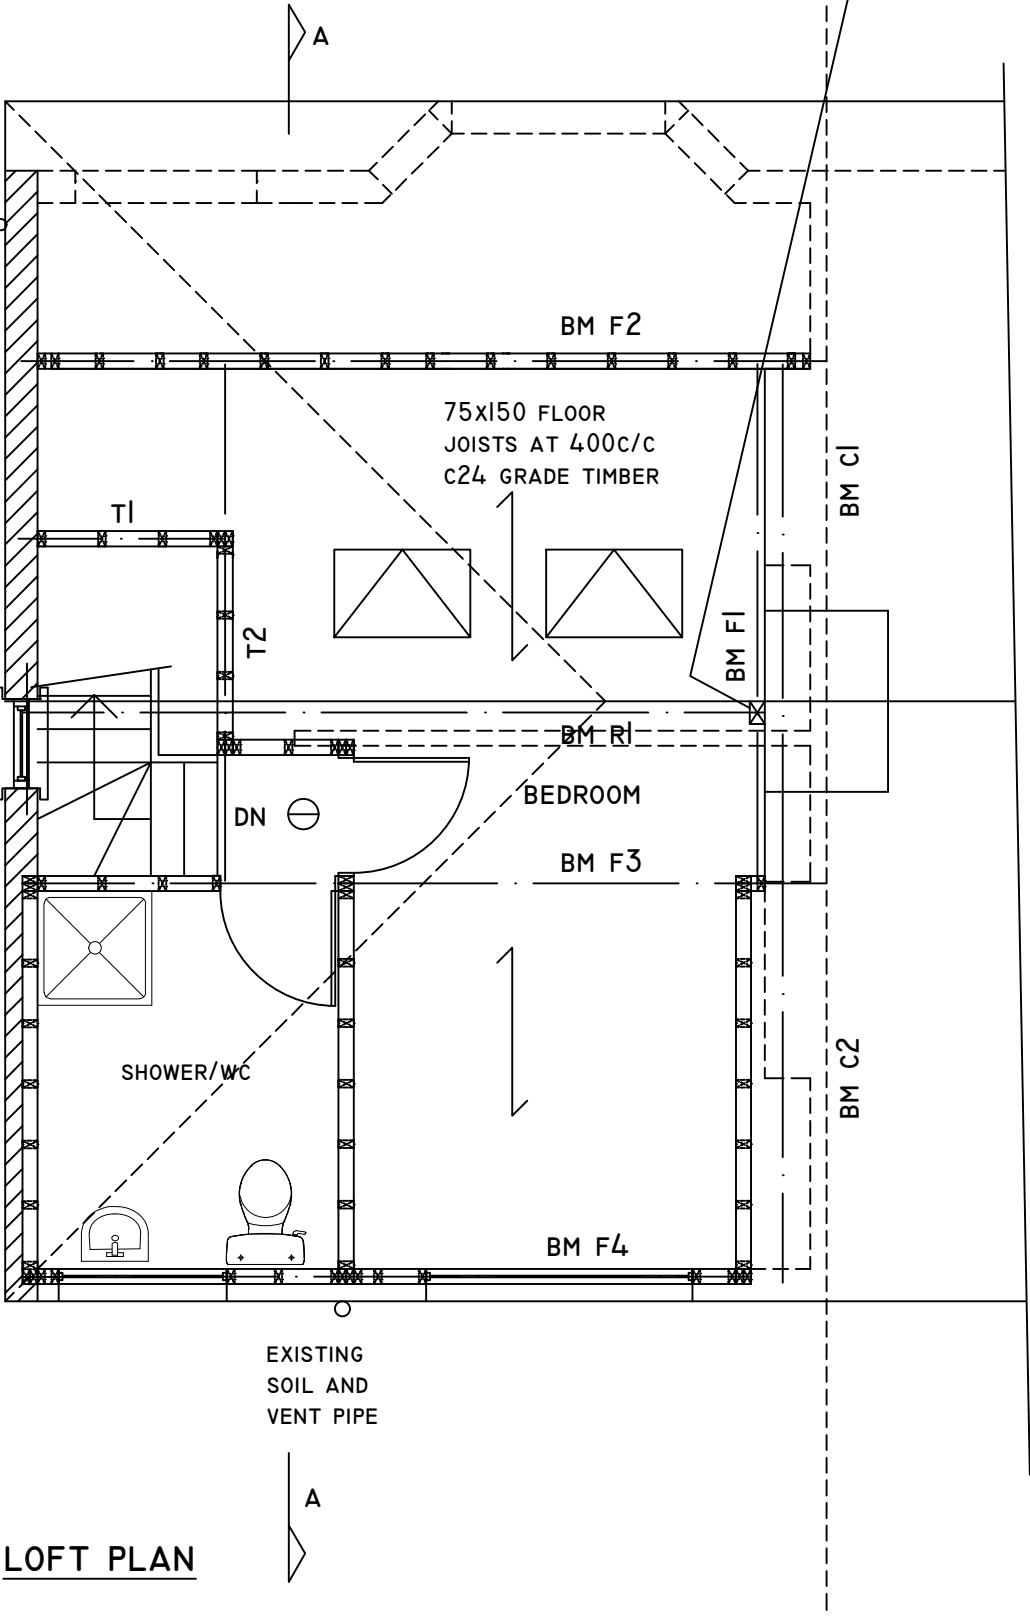 A
BM F2
75x150 FLOOR
JOISTS AT 400C/C
C24 GRADE TIMBER
BM C1
T1
T2
BM F1
BM R1
BEDROOM
DN
BM F3
SHOWER/WC
BM C2
BM F4
EXISTING
SOIL AND
VENT PIPE
A
LOFT PLAN